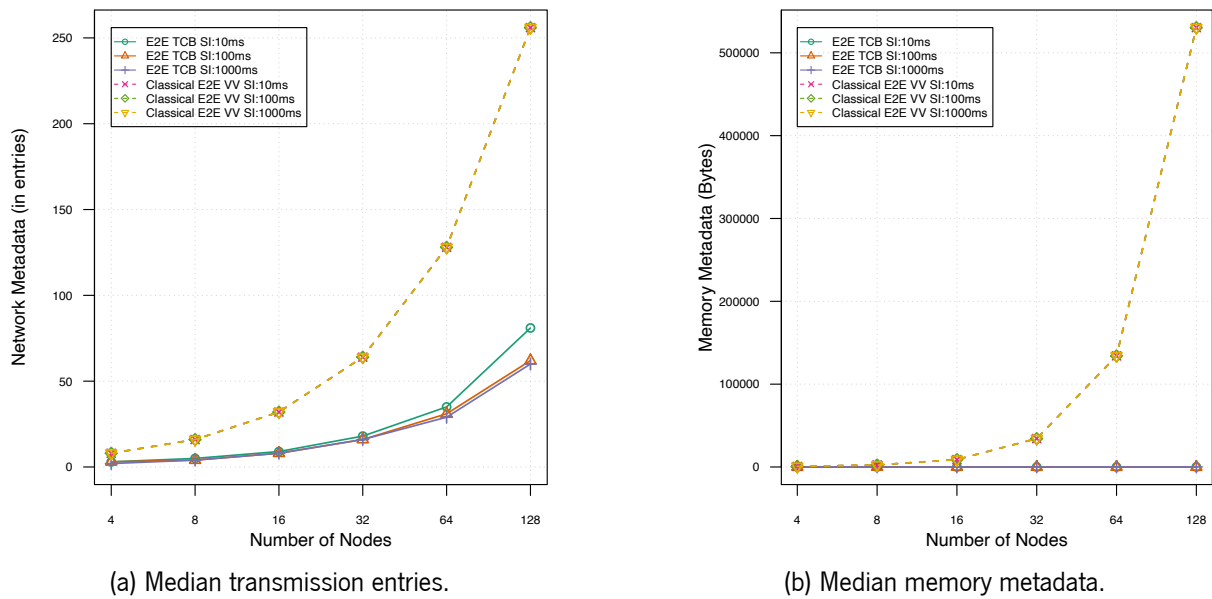 Network Metadata (in entries)
250
200
150
100
50
0
E2E TCB SI:10ms
E2E TCB SI:100ms
E2E TCB SI:1000ms
Classical E2E VV SI:10ms
Classical E2E VV SI:100ms
Classical E2E VV SI:1000ms
4 8 16 32 64 128
Number of Nodes
(a) Median transmission entries.
Memory Metadata (Bytes)
500000
400000
300000
200000
100000
0
E2E TCB SI:10ms
E2E TCB SI:100ms
E2E TCB SI:1000ms
Classical E2E VV SI:10ms
Classical E2E VV SI:100ms
Classical E2E VV SI:1000ms
4 8 16 32 64 128
Number of Nodes
(b) Median memory metadata.